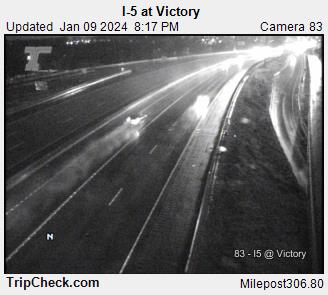 I-5 at Victory
Updated Jan 09 2024 8:17 PM Camera 83
T
N
83 - I5 @ Victory
TripCheck.com Milepost306.80